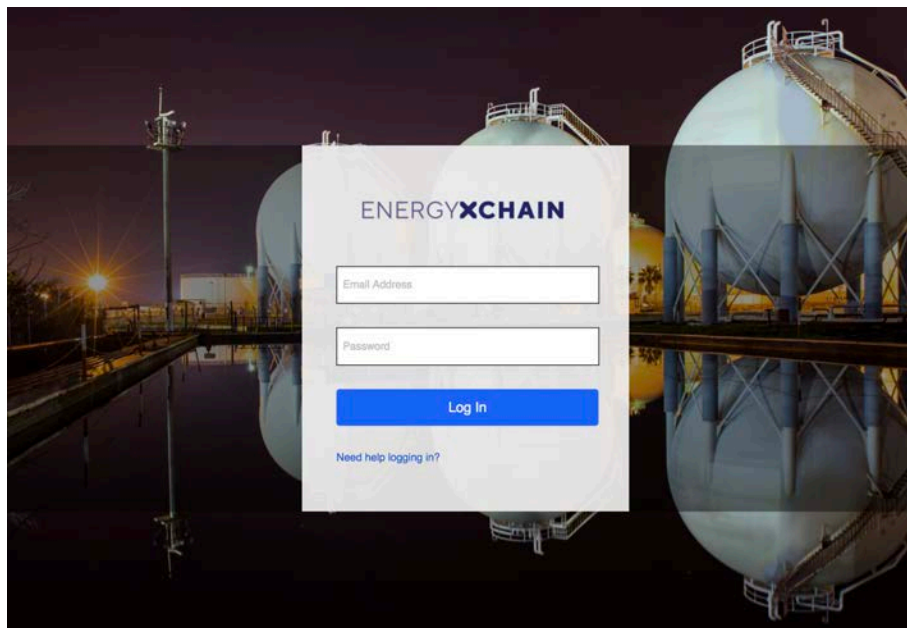 ENERGYXCHAIN
Email Address
Password
Log In
Need help logging in?